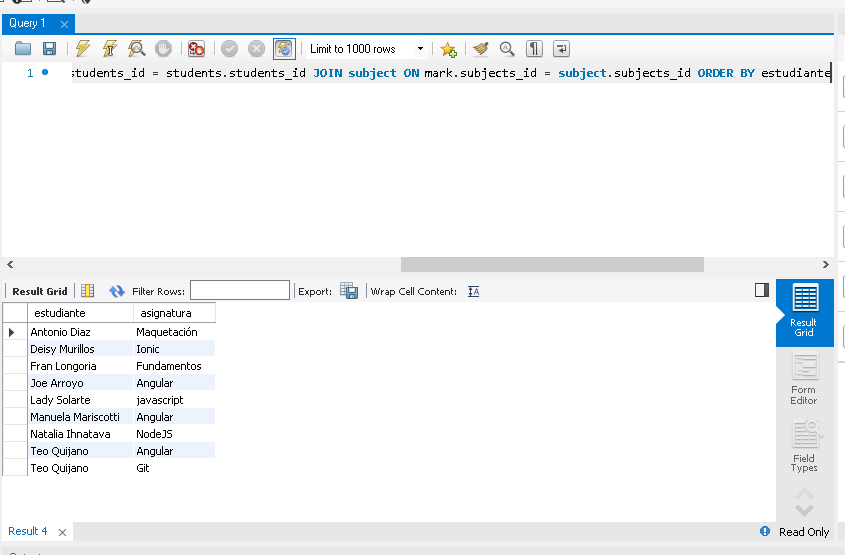 Query 1
Limit to 1000 rows
1 students_id = students.students_id JOIN subject ON mark.subjects_id = subject.subjects_id ORDER BY estudiante
Result Grid Filter Rows: Export: Wrap Cell Content:
estudiante asignatura
Antonio Diaz Maquetación
Deisy Murillos Ionic
Fran Longoria Fundamentos
Joe Arroyo Angular
Lady Solarte javascript
Manuela Mariscotti Angular
Natalia Ihnatava NodeJS
Teo Quijano Angular
Teo Quijano Git
Result
Grid
Form
Editor
Field
Types
Result 4
Read Only